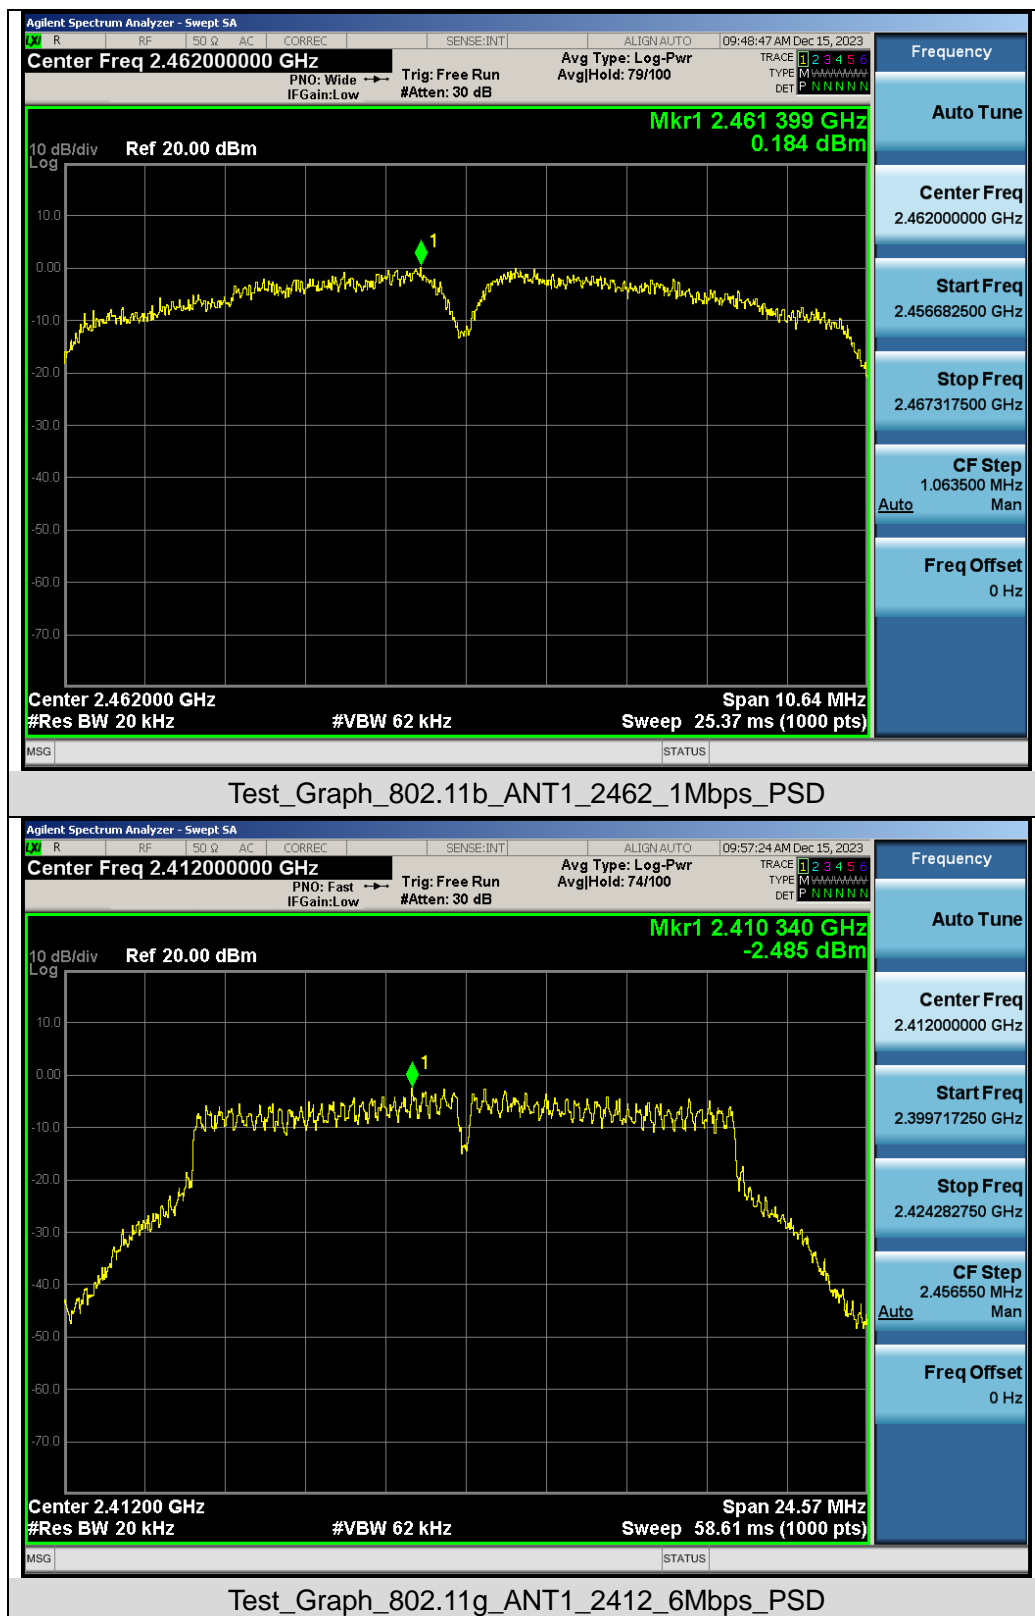 Agilent Spectrum Analyzer - Swept SA
LXI R RF 50 Ω AC CORREC SENSE:INT ALIGN AUTO 09:48:47 AM Dec 15, 2023
Center Freq 2.462000000 GHz
PNO: Wide
IFGain:Low
Trig: Free Run
#Atten: 30 dB
Avg Type: Log-Pwr
Avg|Hold: 79/100
TRACE 1 2 3 4 5 6
TYPE M
DET P N N N N N
Frequency
Auto Tune
Center Freq
2.462000000 GHz
Start Freq
2.456682500 GHz
Stop Freq
2.467317500 GHz
CF Step
1.063500 MHz
Auto Man
Freq Offset
0 Hz
Mkr1 2.461 399 GHz
0.184 dBm
10 dB/div Ref 20.00 dBm
Log
1
10.0
0.00
-10.0
-20.0
-30.0
-40.0
-50.0
-60.0
-70.0
Center 2.462000 GHz Span 10.64 MHz
#Res BW 20 kHz #VBW 62 kHz Sweep 25.37 ms (1000 pts)
MSG STATUS
Test_Graph_802.11b_ANT1_2462_1Mbps_PSD
Agilent Spectrum Analyzer - Swept SA
LXI R RF 50 Ω AC CORREC SENSE:INT ALIGN AUTO 09:57:24 AM Dec 15, 2023
Center Freq 2.412000000 GHz
PNO: Fast
IFGain:Low
Trig: Free Run
#Atten: 30 dB
Avg Type: Log-Pwr
Avg|Hold: 74/100
TRACE 1 2 3 4 5 6
TYPE M
DET P N N N N N
Frequency
Auto Tune
Center Freq
2.412000000 GHz
Start Freq
2.399717250 GHz
Stop Freq
2.424282750 GHz
CF Step
2.456550 MHz
Auto Man
Freq Offset
0 Hz
Mkr1 2.410 340 GHz
-2.485 dBm
10 dB/div Ref 20.00 dBm
Log
1
10.0
0.00
-10.0
-20.0
-30.0
-40.0
-50.0
-60.0
-70.0
Center 2.41200 GHz Span 24.57 MHz
#Res BW 20 kHz #VBW 62 kHz Sweep 58.61 ms (1000 pts)
MSG STATUS
Test_Graph_802.11g_ANT1_2412_6Mbps_PSD